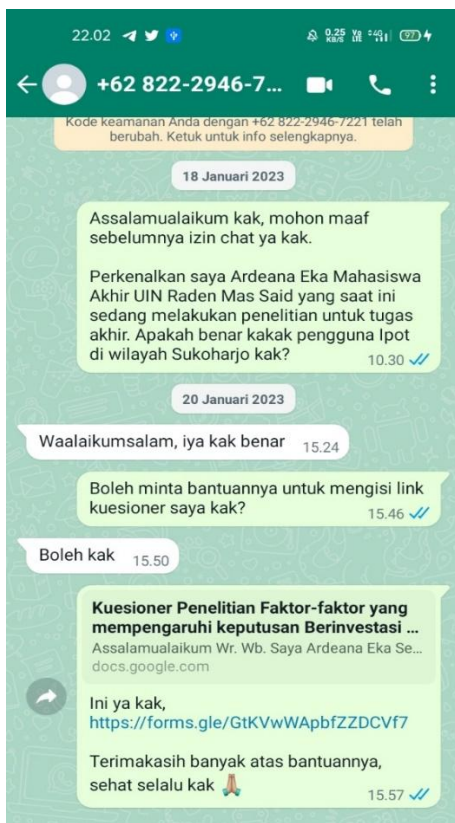 22.02
0.25 KB/S
Vo LTE
4G
97
+62 822-2946-7...
Kode keamanan Anda dengan +62 822-2946-7221 telah
berubah. Ketuk untuk info selengkapnya.
18 Januari 2023
Assalamualaikum kak, mohon maaf
sebelumnya izin chat ya kak.
Perkenalkan saya Ardeana Eka Mahasiswa
Akhir UIN Raden Mas Said yang saat ini
sedang melakukan penelitian untuk tugas
akhir. Apakah benar kakak pengguna Ipot
di wilayah Sukoharjo kak?
10.30
20 Januari 2023
Waalaikumsalam, iya kak benar
15.24
Boleh minta bantuannya untuk mengisi link
kuesioner saya kak?
15.46
Boleh kak
15.50
Kuesioner Penelitian Faktor-faktor yang
mempengaruhi keputusan Berinvestasi ...
Assalamualaikum Wr. Wb. Saya Ardeana Eka Se...
docs.google.com
Ini ya kak,
https://forms.gle/GtKVwWApbfZZDCVf7
Terimakasih banyak atas bantuannya,
sehat selalu kak 🙏🏽
15.57